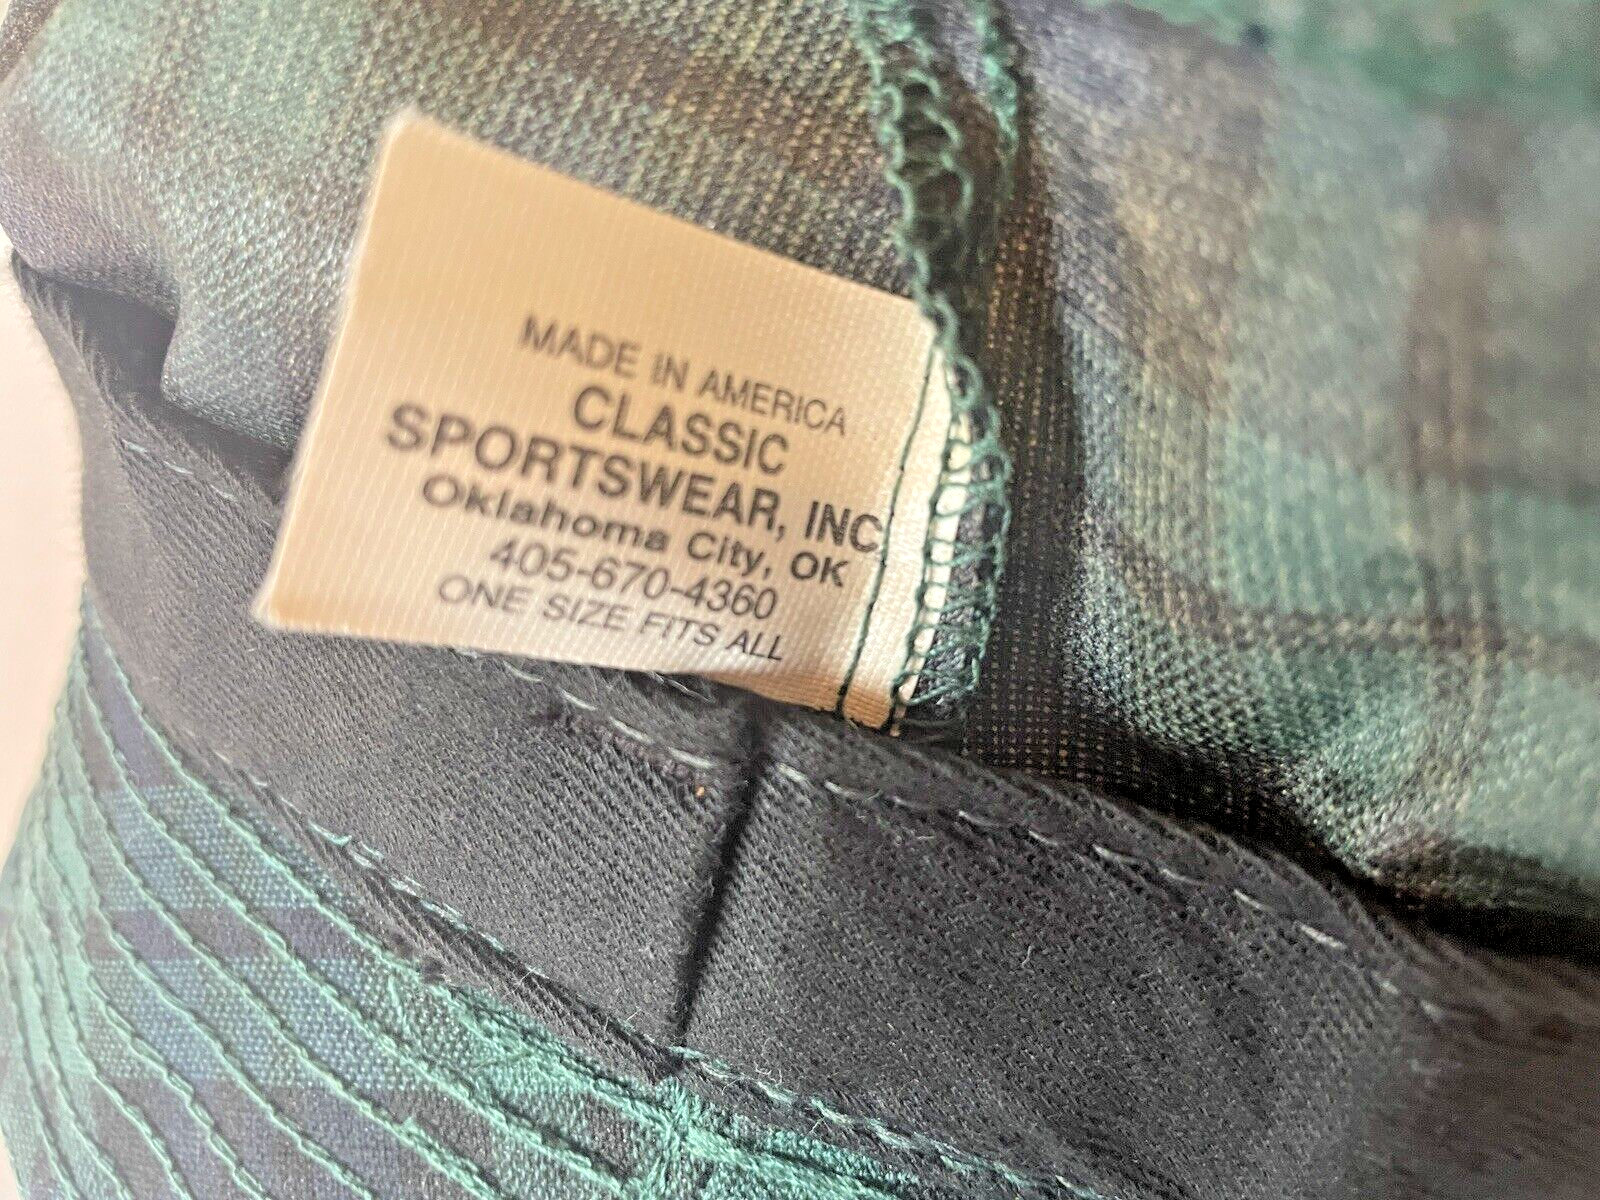 MADE IN AMERICA
CLASSIC
SPORTSWEAR, INC
Oklahoma City, OK
405-670-4360
ONE SIZE FITS ALL